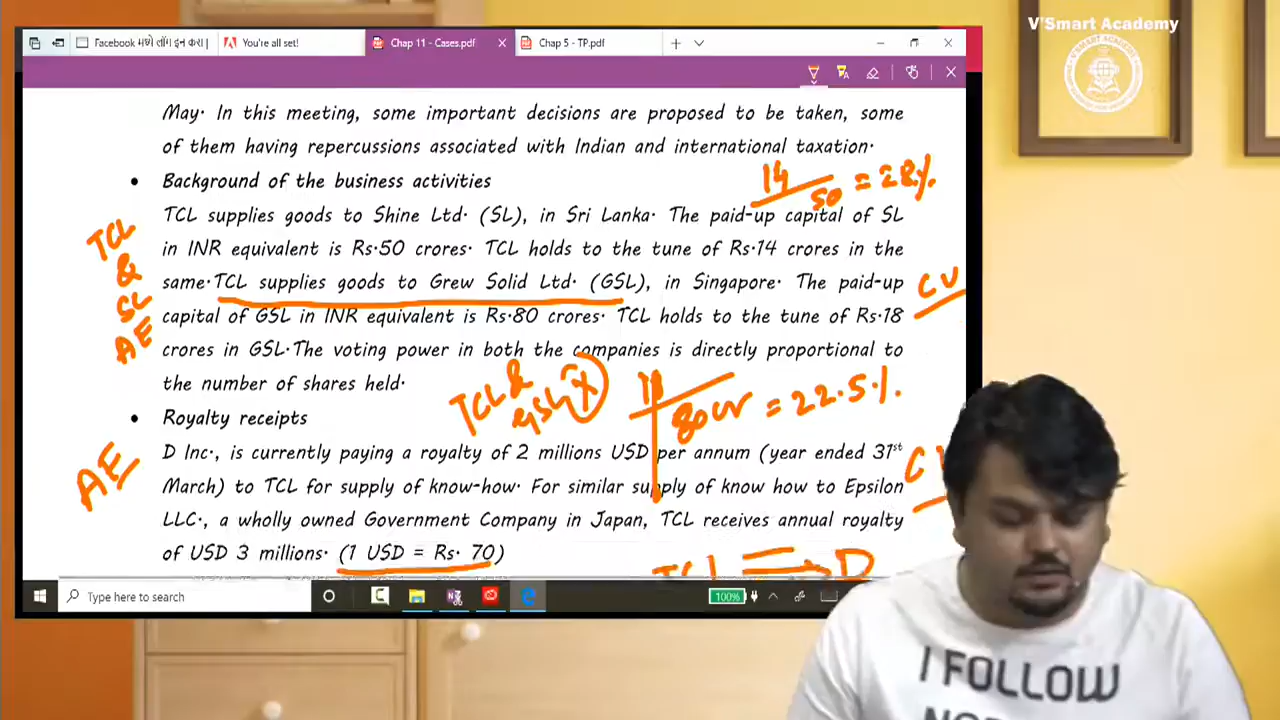 V'Smart Academy
Facebook मध्ये लॉग इन करा |
You're all set!
Chap 11 - Cases.pdf
Chap 5 - TP.pdf
May. In this meeting, some important decisions are proposed to be taken, some
of them having repercussions associated with Indian and international taxation.
14/50 = 28%
• Background of the business activities
TCL supplies goods to Shine Ltd. (SL), in Sri Lanka. The paid-up capital of SL
in INR equivalent is Rs.50 crores. TCL holds to the tune of Rs.14 crores in the
same.TCL supplies goods to Grew Solid Ltd. (GSL), in Singapore. The paid-up
capital of GSL in INR equivalent is Rs.80 crores. TCL holds to the tune of Rs.18
crores in GSL.The voting power in both the companies is directly proportional to
the number of shares held.
TCL
&
SL
AE
TCL &
GSL X
18/80 cr = 22.5%.
• Royalty receipts
D Inc., is currently paying a royalty of 2 millions USD per annum (year ended 31st
March) to TCL for supply of know-how. For similar supply of know how to Epsilon
LLC., a wholly owned Government Company in Japan, TCL receives annual royalty
of USD 3 millions. (1 USD = Rs. 70)
AE
TCL D
Type here to search
100%
I FOLLOW